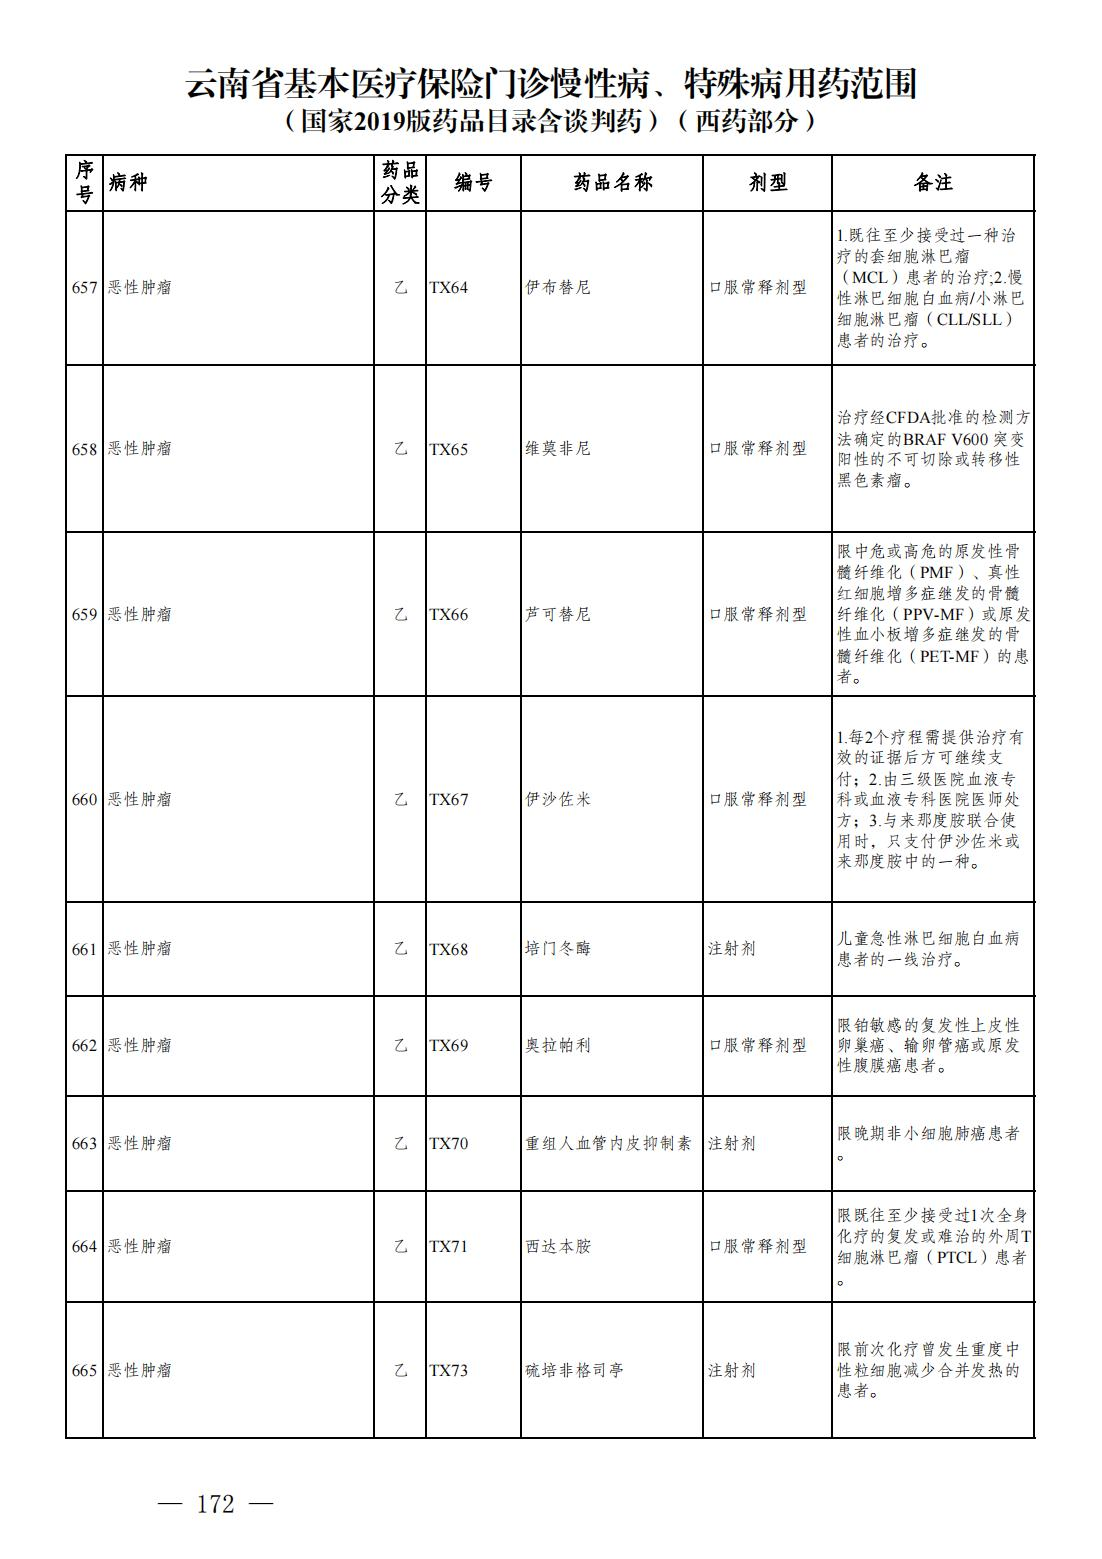 云南省基本医疗保险门诊慢性病、特殊病用药范围
（国家2019版药品目录含谈判药）（西药部分）
序号 病种 药品分类 编号 药品名称 剂型 备注
657 恶性肿瘤 乙 TX64 伊布替尼 口服常释剂型
1.既往至少接受过一种治
疗的套细胞淋巴瘤
（MCL）患者的治疗;2.慢
性淋巴细胞白血病/小淋巴
细胞淋巴瘤（CLL/SLL）
患者的治疗。
658 恶性肿瘤 乙 TX65 维莫非尼 口服常释剂型
治疗经CFDA批准的检测方
法确定的BRAF V600 突变
阳性的不可切除或转移性
黑色素瘤。
659 恶性肿瘤 乙 TX66 芦可替尼 口服常释剂型
限中危或高危的原发性骨
髓纤维化（PMF）、真性
红细胞增多症继发的骨髓
纤维化（PPV-MF）或原发
性血小板增多症继发的骨
髓纤维化（PET-MF）的患
者。
660 恶性肿瘤 乙 TX67 伊沙佐米 口服常释剂型
1.每2个疗程需提供治疗有
效的证据后方可继续支
付；2.由三级医院血液专
科或血液专科医院医师处
方；3.与来那度胺联合使
用时，只支付伊沙佐米或
来那度胺中的一种。
661 恶性肿瘤 乙 TX68 培门冬酶 注射剂
儿童急性淋巴细胞白血病
患者的一线治疗。
662 恶性肿瘤 乙 TX69 奥拉帕利 口服常释剂型
限铂敏感的复发性上皮性
卵巢癌、输卵管癌或原发
性腹膜癌患者。
663 恶性肿瘤 乙 TX70 重组人血管内皮抑制素 注射剂
限晚期非小细胞肺癌患者
。
664 恶性肿瘤 乙 TX71 西达本胺 口服常释剂型
限既往至少接受过1次全身
化疗的复发或难治的外周T
细胞淋巴瘤（PTCL）患者
。
665 恶性肿瘤 乙 TX73 硫培非格司亭 注射剂
限前次化疗曾发生重度中
性粒细胞减少合并发热的
患者。
— 172 —